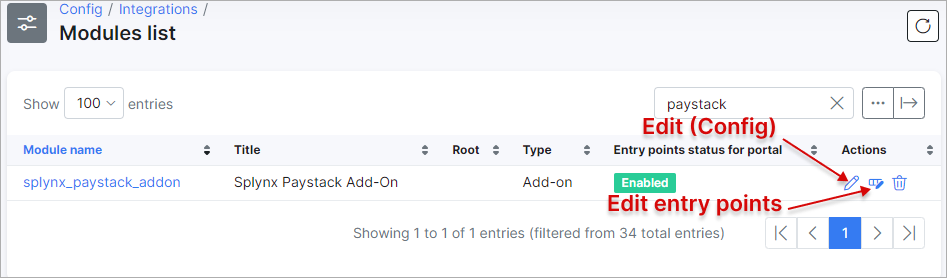 Config / Integrations /
Modules list
Show 100 entries
paystack
Edit (Config)
Module name Title Root Type Entry points status for portal Actions
splynx_paystack_addon Splynx Paystack Add-On Add-on Enabled
Edit entry points
Showing 1 to 1 of 1 entries (filtered from 34 total entries) 1